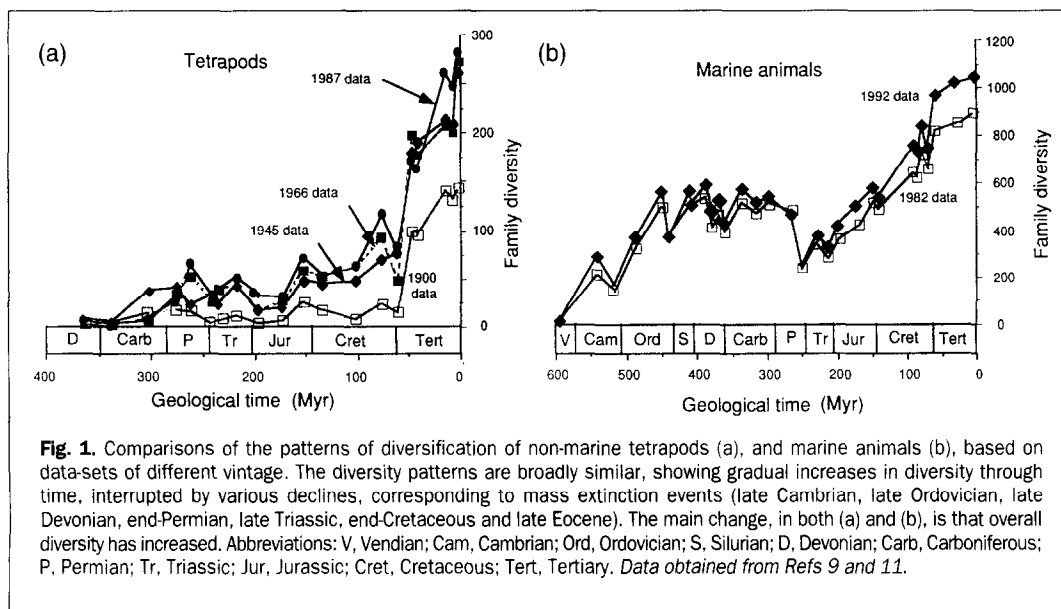 (a)
Tetrapods
1987 data
1966 data
1945 data
1900
data
300
200
100
0
Family diversity
D Carb P Tr Jur Cret Tert
400 300 200 100 0
Geological time (Myr)
(b)
Marine animals
1992 data
1982 data
1200
1000
800
600
400
200
0
Family diversity
V Cam Ord S D Carb P Tr Jur Cret Tert
600 500 400 300 200 100 0
Geological time (Myr)
Fig. 1. Comparisons of the patterns of diversification of non-marine tetrapods (a), and marine animals (b), based on
data-sets of different vintage. The diversity patterns are broadly similar, showing gradual increases in diversity through
time, interrupted by various declines, corresponding to mass extinction events (late Cambrian, late Ordovician, late
Devonian, end-Permian, late Triassic, end-Cretaceous and late Eocene). The main change, in both (a) and (b), is that overall
diversity has increased. Abbreviations: V, Vendian; Cam, Cambrian; Ord, Ordovician; S, Silurian; D, Devonian; Carb, Carboniferous;
P, Permian; Tr, Triassic; Jur, Jurassic; Cret, Cretaceous; Tert, Tertiary. Data obtained from Refs 9 and 11.